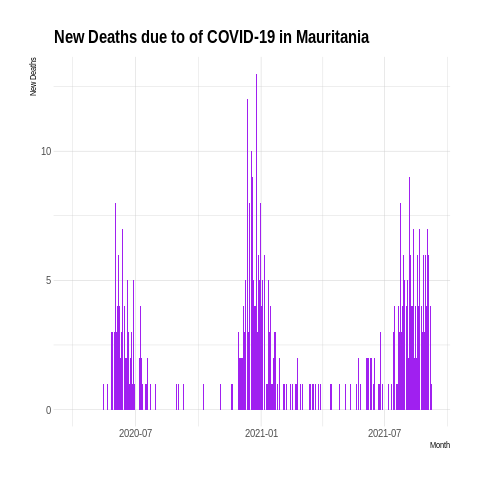 New Deaths due to of COVID-19 in Mauritania
New Deaths
10
5
0
2020-07
2021-01
2021-07
Month